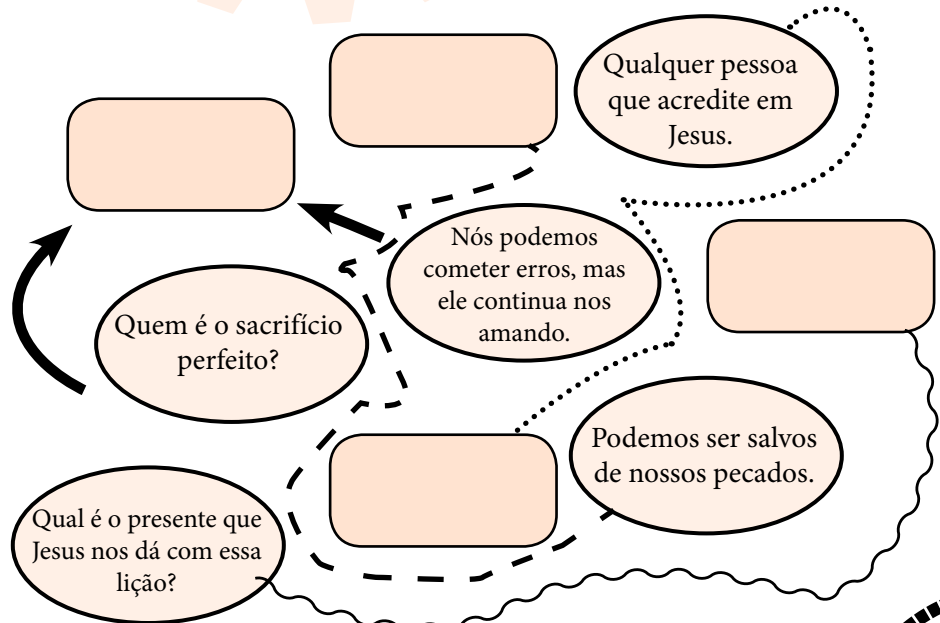 Qualquer pessoa
que acredite em
Jesus.
Nós podemos
cometer erros, mas
ele continua nos
amando.
Quem é o sacrifício
perfeito?
Podemos ser salvos
de nossos pecados.
Qual é o presente que
Jesus nos dá com essa
lição?